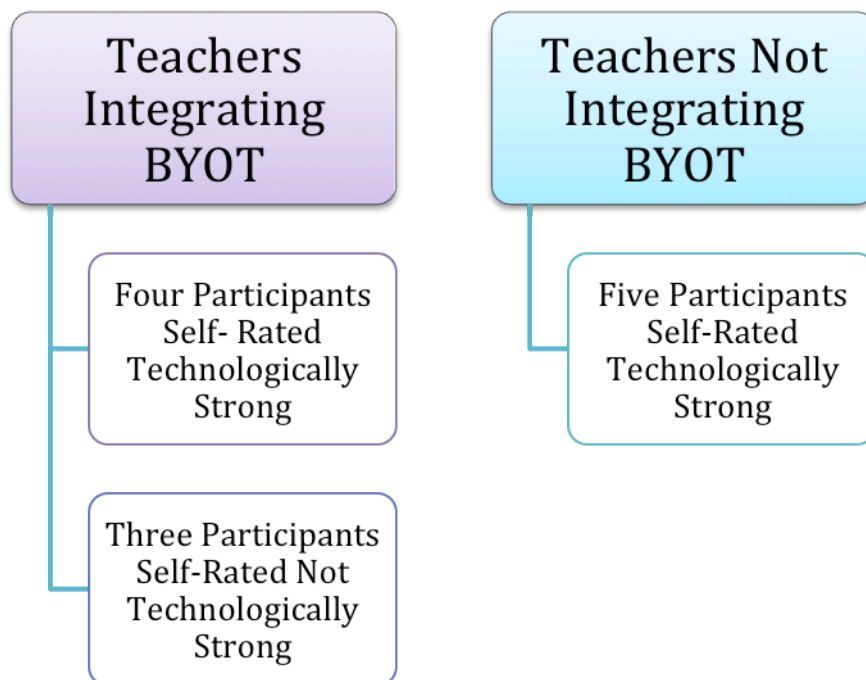 Teachers
Integrating
BYOT
Four Participants
Self- Rated
Technologically
Strong
Three Participants
Self-Rated Not
Technologically
Strong
Teachers Not
Integrating
BYOT
Five Participants
Self-Rated
Technologically
Strong